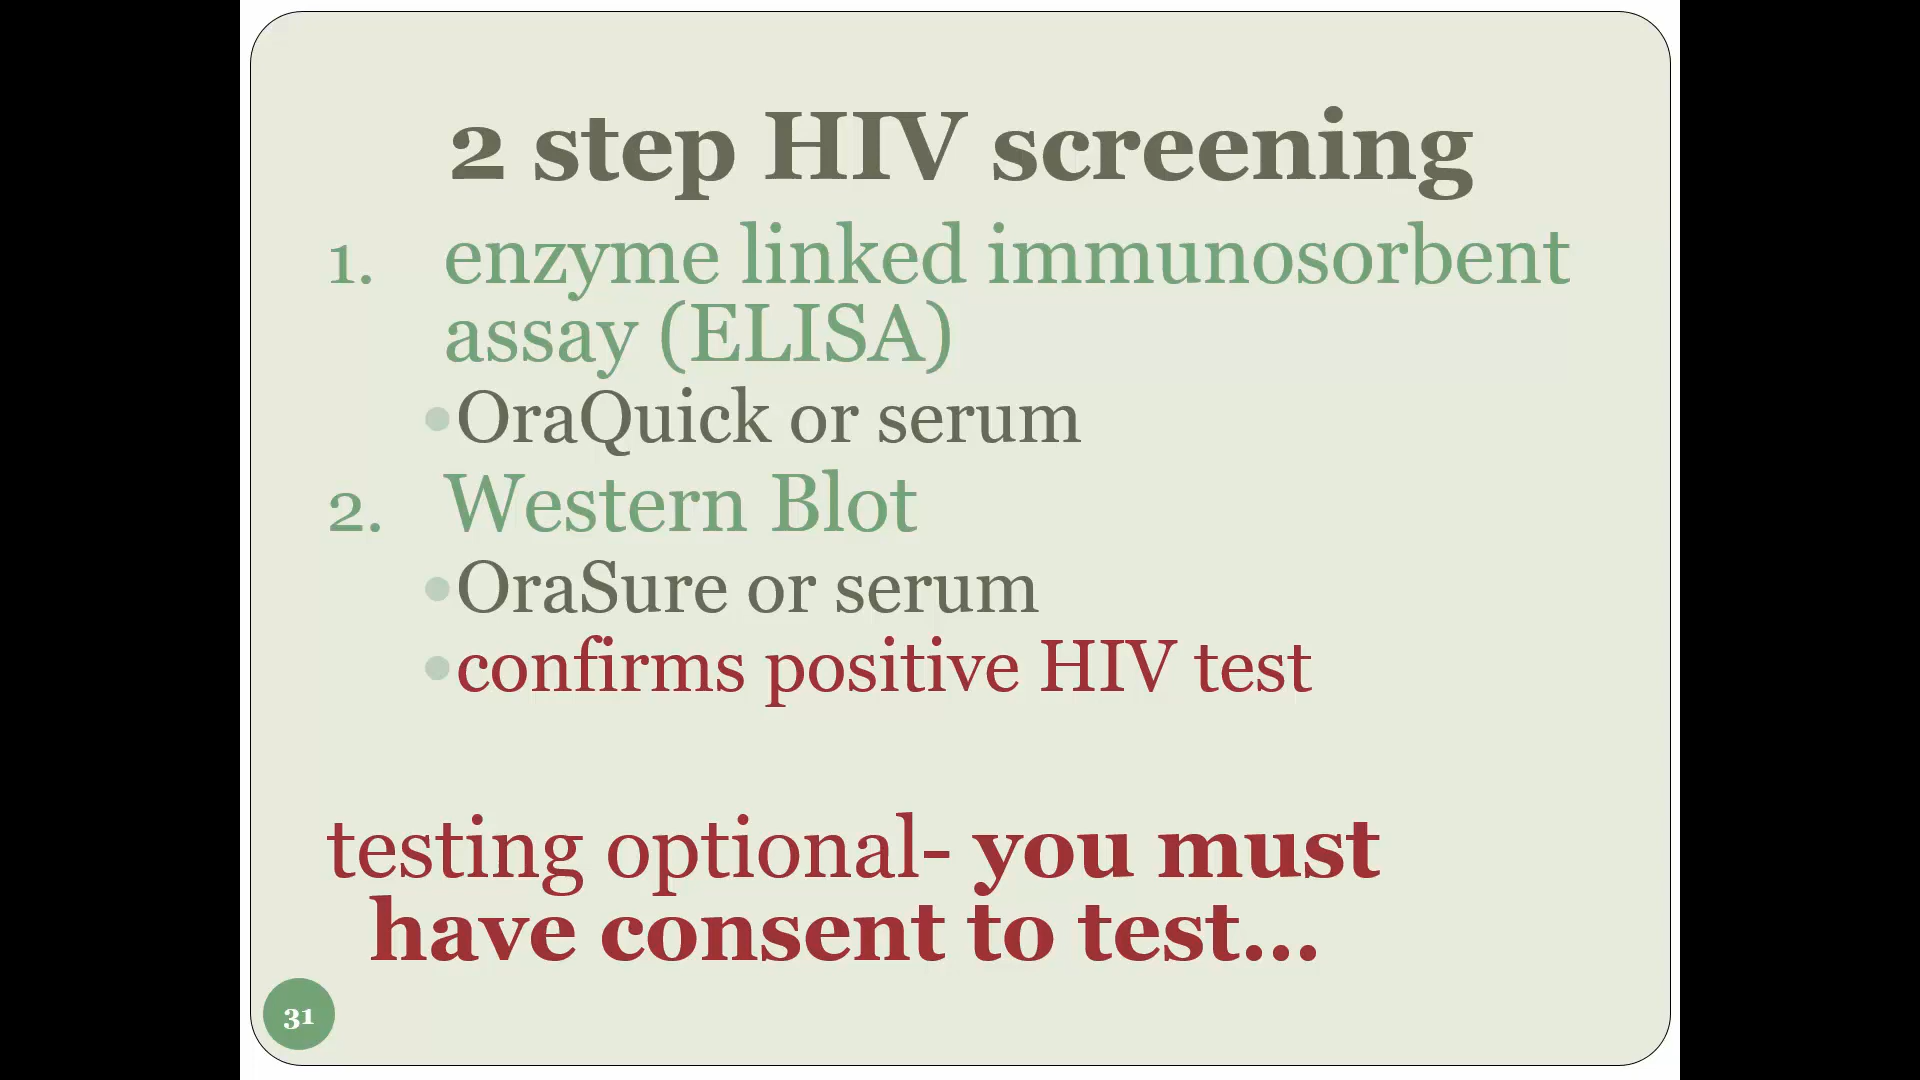 2 step HIV screening
1. enzyme linked immunosorbent
assay (ELISA)
•OraQuick or serum
2. Western Blot
•OraSure or serum
•confirms positive HIV test
testing optional- you must
have consent to test...
31